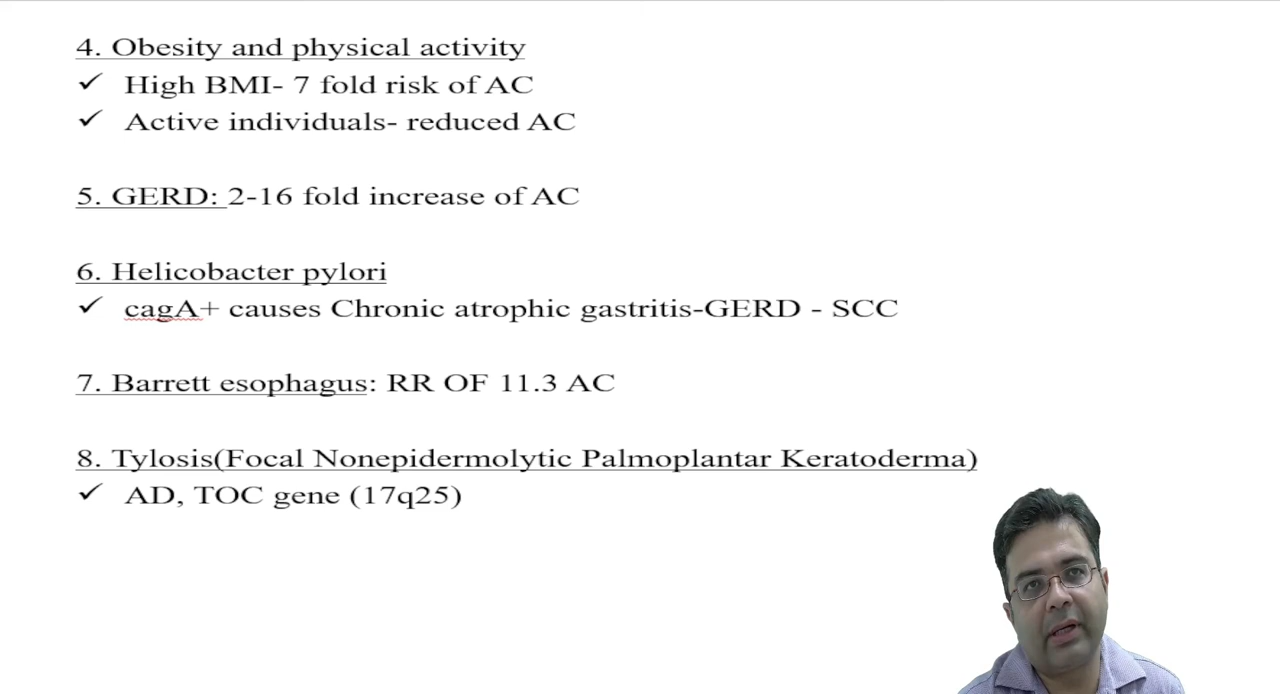 4. Obesity and physical activity
✓ High BMI- 7 fold risk of AC
✓ Active individuals- reduced AC
5. GERD: 2-16 fold increase of AC
6. Helicobacter pylori
✓ cagA+ causes Chronic atrophic gastritis-GERD - SCC
7. Barrett esophagus: RR OF 11.3 AC
8. Tylosis(Focal Nonepidermolytic Palmoplantar Keratoderma)
✓ AD, TOC gene (17q25)